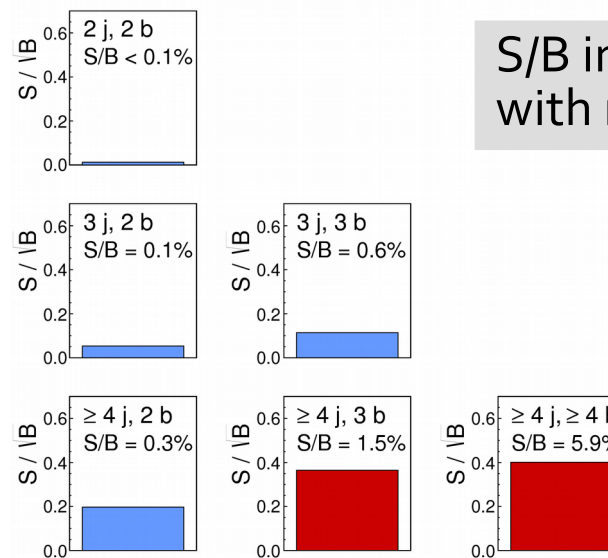 2 j, 2 b
S/B < 0.1%
S / √B
0.6
0.4
0.2
0.0
S/B
with
3 j, 2 b
S/B = 0.1%
S / √B
0.6
0.4
0.2
0.0
3 j, 3 b
S/B = 0.6%
S / √B
0.6
0.4
0.2
0.0
≥ 4 j, 2 b
S/B = 0.3%
S / √B
0.6
0.4
0.2
0.0
≥ 4 j, 3 b
S/B = 1.5%
S / √B
0.6
0.4
0.2
0.0
≥ 4 j, ≥ 4 b
S/B = 5.9%
S / √B
0.6
0.4
0.2
0.0